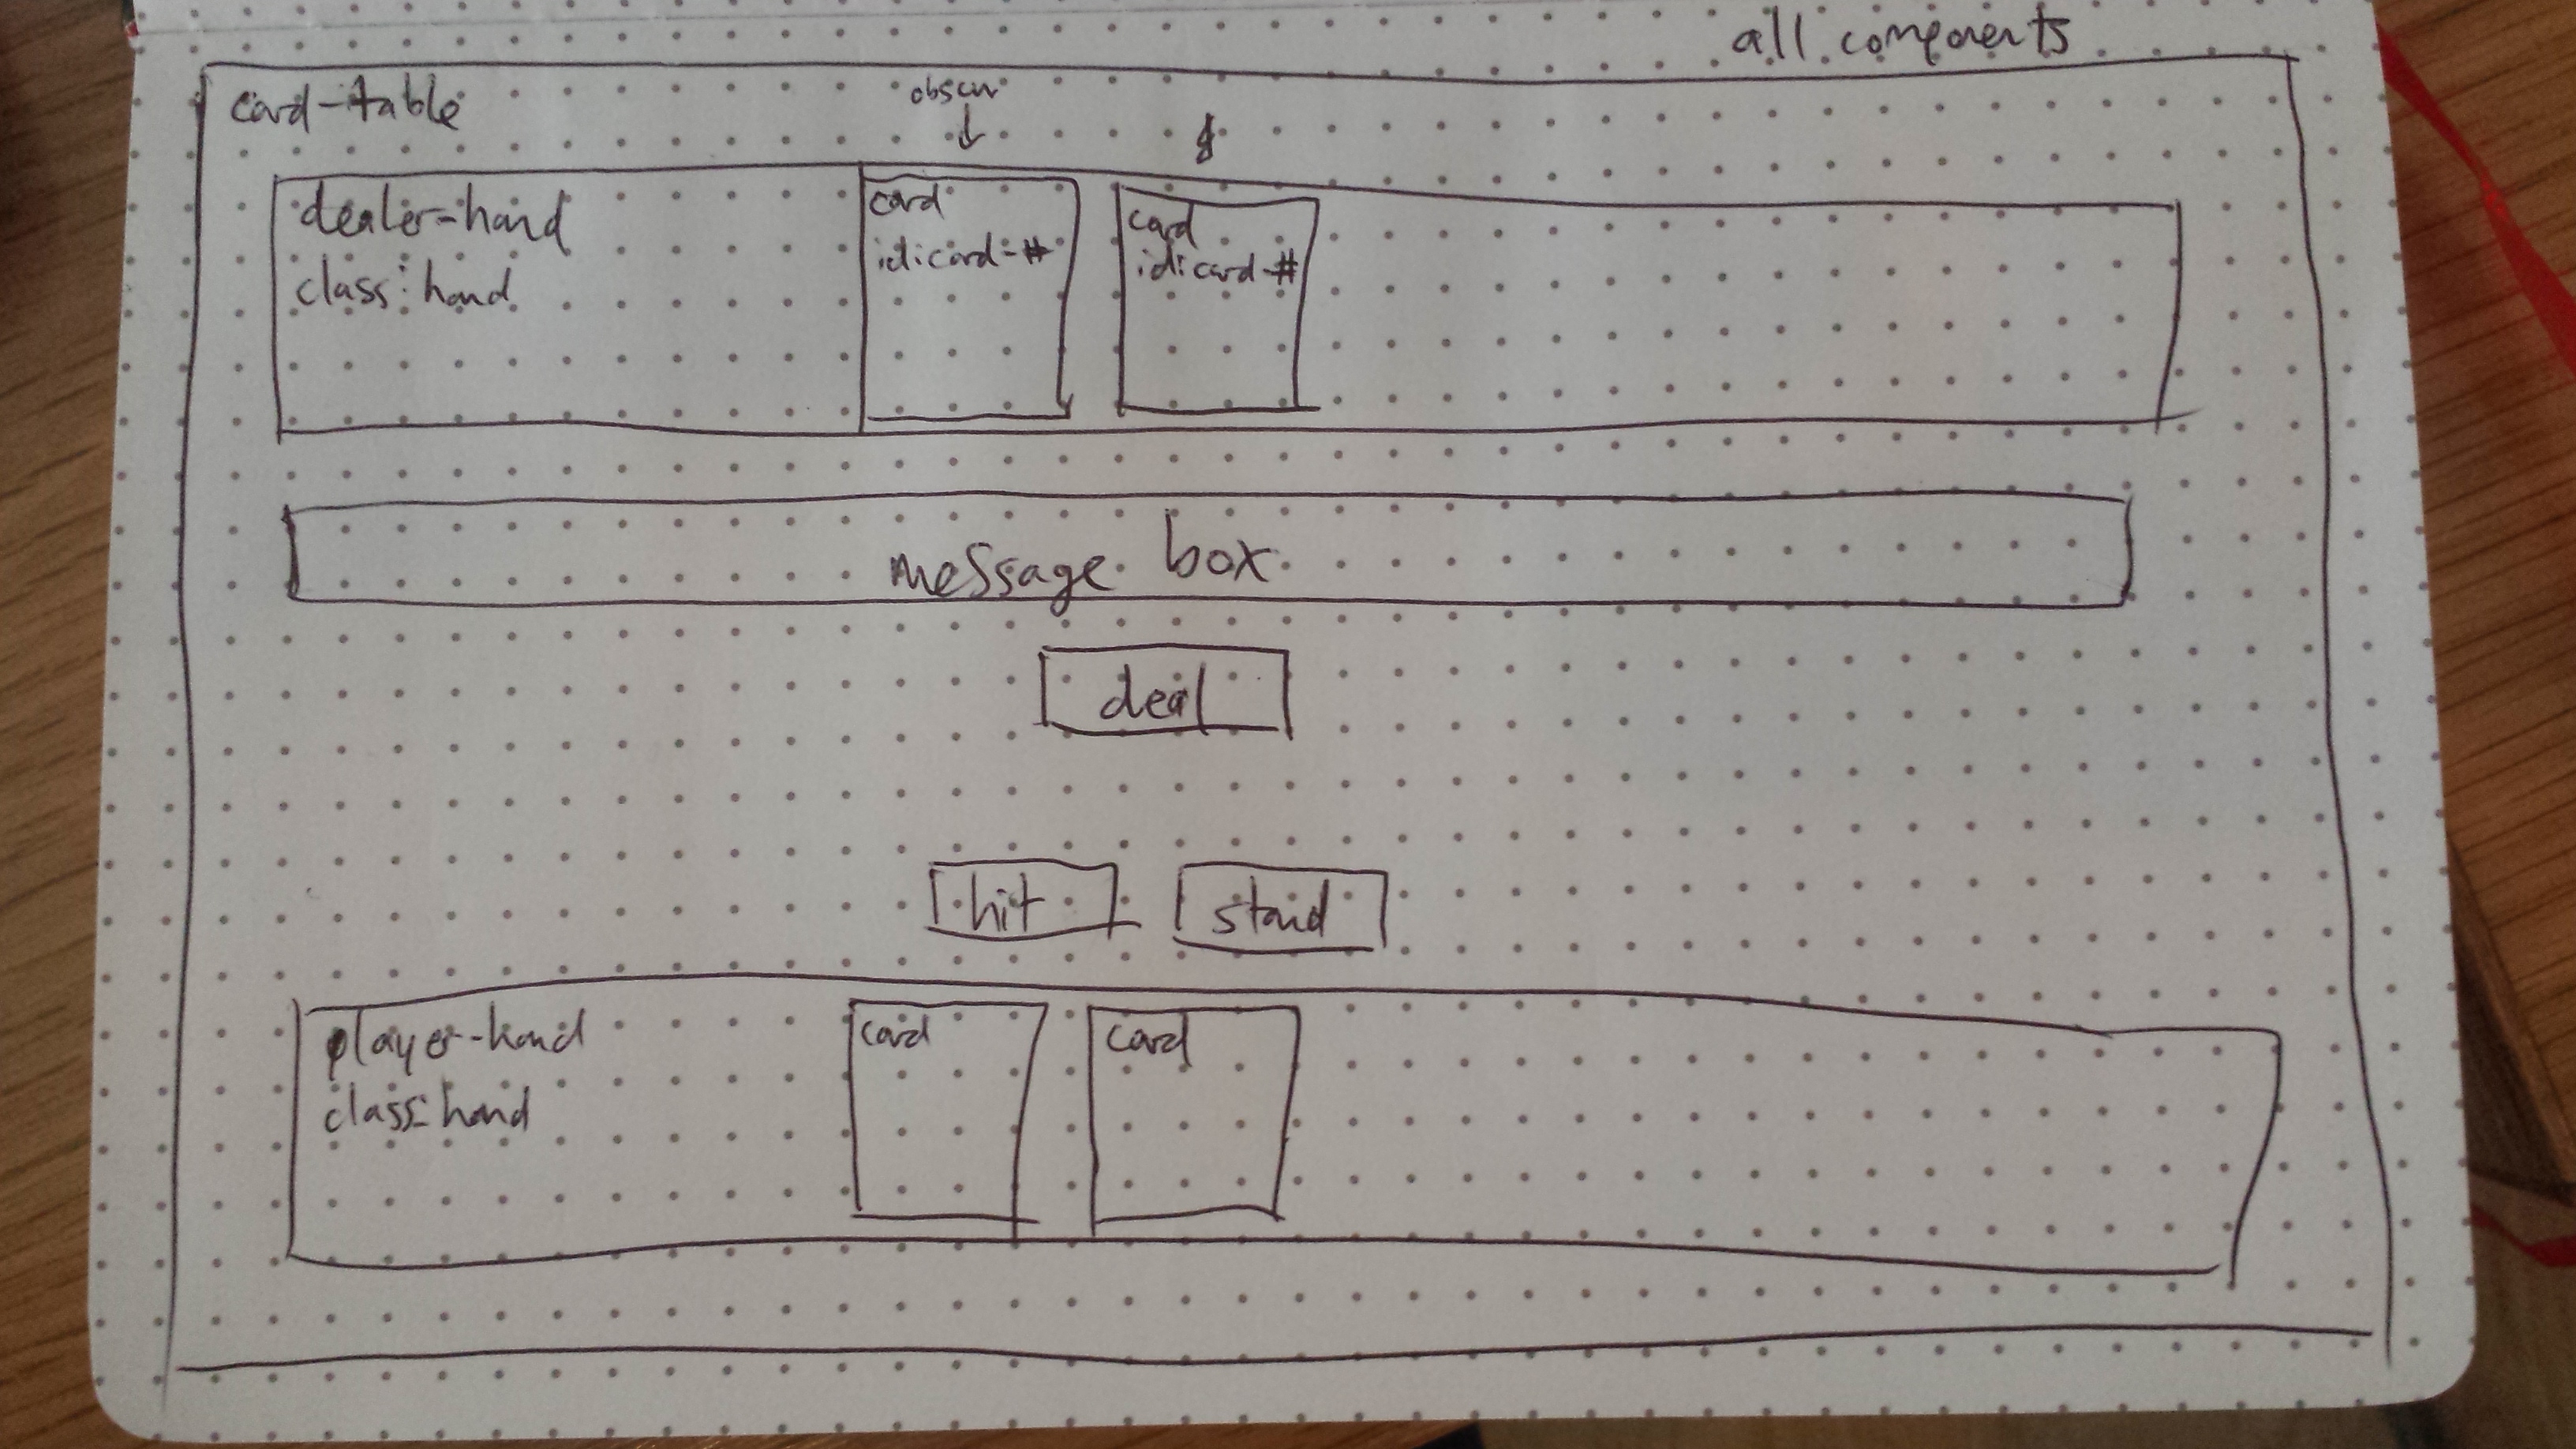 all components
card-table
obscur
dealer-hand
class: hand
card
id: card-#
card
id: card-#
message box
deal
hit
stand
player-hand
class: hand
card
card